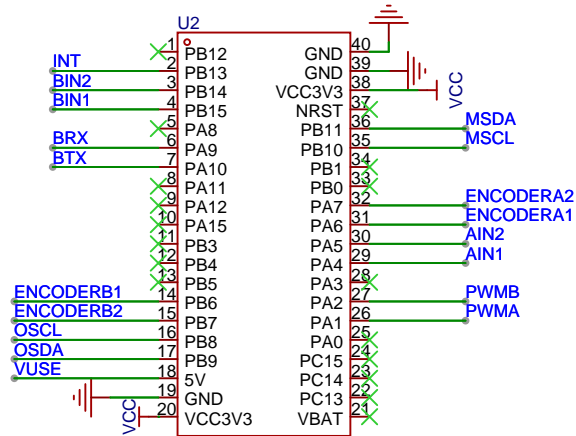 U2
1 PB12 GND 40
INT 2 PB13 GND 39
BIN2 3 PB14 VCC3V3 38 VCC
BIN1 4 PB15 NRST 37
5 PA8 PB11 36 MSDA
BRX 6 PA9 PB10 35 MSCL
BTX 7 PA10 PB1 34
8 PA11 PB0 33
9 PA12 PA7 32 ENCODERA2
10 PA15 PA6 31 ENCODERA1
11 PB3 PA5 30 AIN2
12 PB4 PA4 29 AIN1
13 PB5 PA3 28
ENCODERB1 14 PB6 PA2 27 PWMB
ENCODERB2 15 PB7 PA1 26 PWMA
OSCL 16 PB8 PA0 25
OSDA 17 PB9 PC15 24
VUSE 18 5V PC14 23
19 GND PC13 22
VCC 20 VCC3V3 VBAT 21